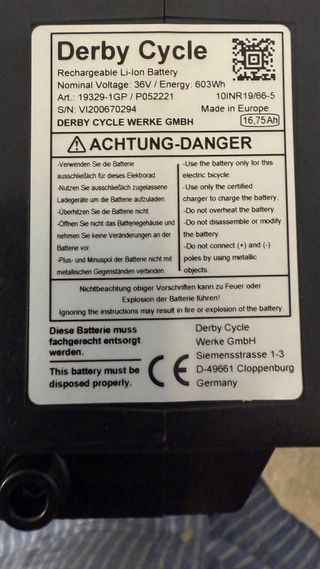 Derby Cycle
Rechargeable Li-Ion Battery
Nominal Voltage: 36V / Energy: 603Wh
Art.: 19329-1GP / P052221
10INR19/66-5
S/N: VI200670294
Made in Europe
DERBY CYCLE WERKE GMBH
16,75Ah
⚠ ACHTUNG-DANGER
-Verwenden Sie die Batterie
ausschließlich für dieses Elektrorad.
-Nutzen Sie ausschließlich zugelassene
Ladegeräte um die Batterie aufzuladen
-Überhitzen Sie die Batterie nicht
-Öffnen Sie nicht das Batteriegehäuse und
nehmen Sie keine Veränderungen an der
Batterie vor
-Plus- und Minuspol der Batterie nicht mit
metallischen Gegenständen verbinden
-Use the battery only for this
electric bicycle.
-Use only the certified
charger to charge the battery.
-Do not overheat the battery.
-Do not disassemble or modify
the battery.
-Do not connect (+) and (-)
poles by using metallic
objects.
Nichtbeachtung obiger Vorschriften kann zu Feuer oder
Explosion der Batterie führen!
Ignoring the instructions may result in fire or explosion of the battery.
Diese Batterie muss
fachgerecht entsorgt
werden.
This battery must be
disposed properly.
CE
Derby Cycle
Werke GmbH
Siemensstrasse 1-3
D-49661 Cloppenburg
Germany